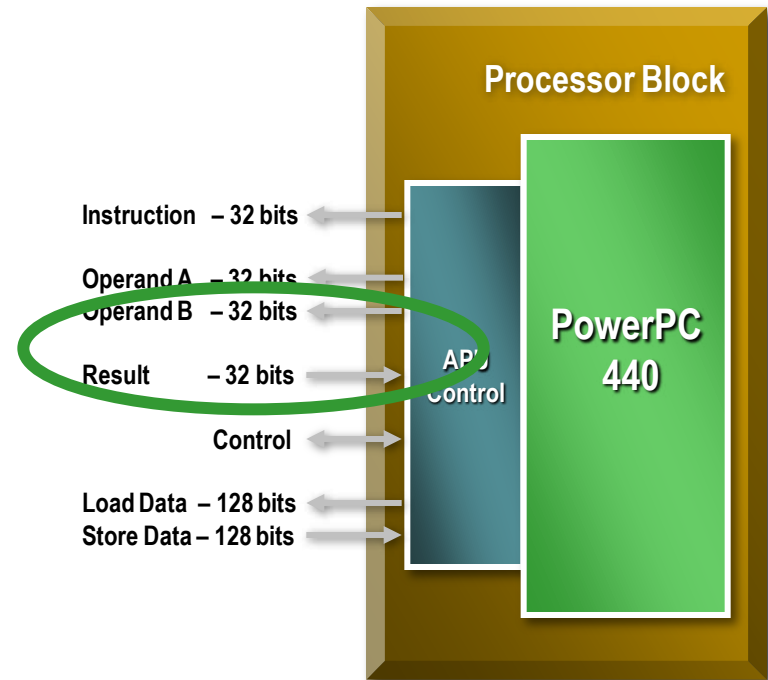 Processor Block
Instruction – 32 bits
Operand A – 32 bits
Operand B – 32 bits
Result – 32 bits
Control
Load Data – 128 bits
Store Data – 128 bits
APU
Control
PowerPC
440